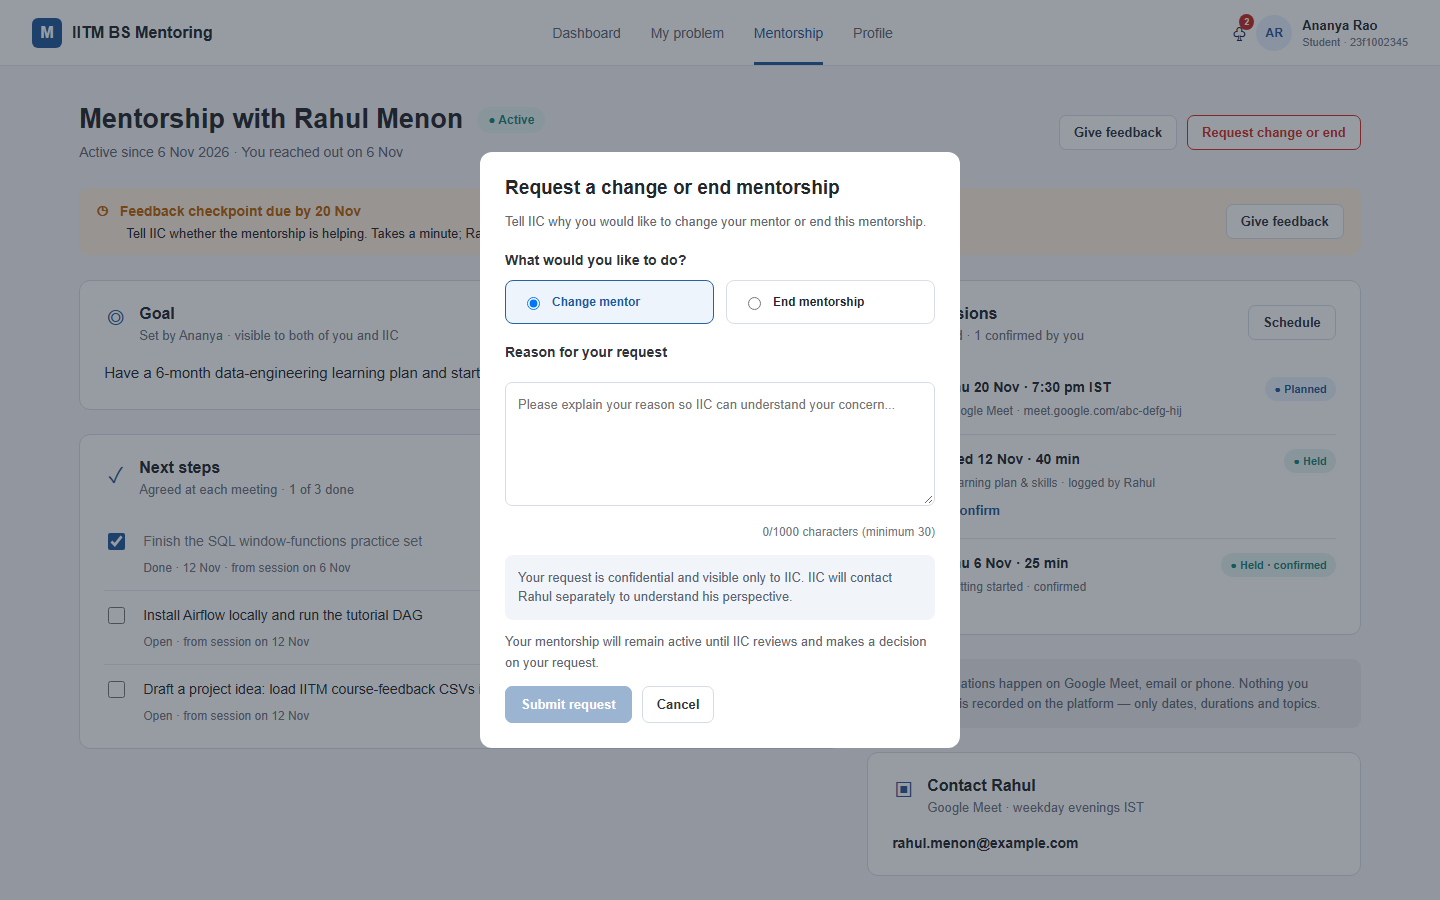 M IITM BS Mentoring
Dashboard My problem Mentorship Profile
2
AR
Ananya Rao
Student · 23f1002345
Mentorship with Rahul Menon
● Active
Active since 6 Nov 2026 · You reached out on 6 Nov
Give feedback
Request change or end
Feedback checkpoint due by 20 Nov
Tell IIC whether the mentorship is helping. Takes a minute;
Give feedback
Goal
Set by Ananya · visible to both of you and IIC
Have a 6-month data-engineering learning plan and start
Next steps
Agreed at each meeting · 1 of 3 done
Finish the SQL window-functions practice set
Done · 12 Nov · from session on 6 Nov
Install Airflow locally and run the tutorial DAG
Open · from session on 12 Nov
Draft a project idea: load IITM course-feedback CSVs
Open · from session on 12 Nov
Request a change or end mentorship
Tell IIC why you would like to change your mentor or end this mentorship.
What would you like to do?
Change mentor
End mentorship
Reason for your request
Please explain your reason so IIC can understand your concern...
0/1000 characters (minimum 30)
Your request is confidential and visible only to IIC. IIC will contact
Rahul separately to understand his perspective.
Your mentorship will remain active until IIC reviews and makes a decision
on your request.
Submit request
Cancel
· 1 confirmed by you
Schedule
20 Nov · 7:30 pm IST
● Planned
Meet · meet.google.com/abc-defg-hij
12 Nov · 40 min
● Held
plan & skills · logged by Rahul
6 Nov · 25 min
● Held · confirmed
started · confirmed
happen on Google Meet, email or phone. Nothing you
is recorded on the platform — only dates, durations and topics.
Contact Rahul
Google Meet · weekday evenings IST
rahul.menon@example.com